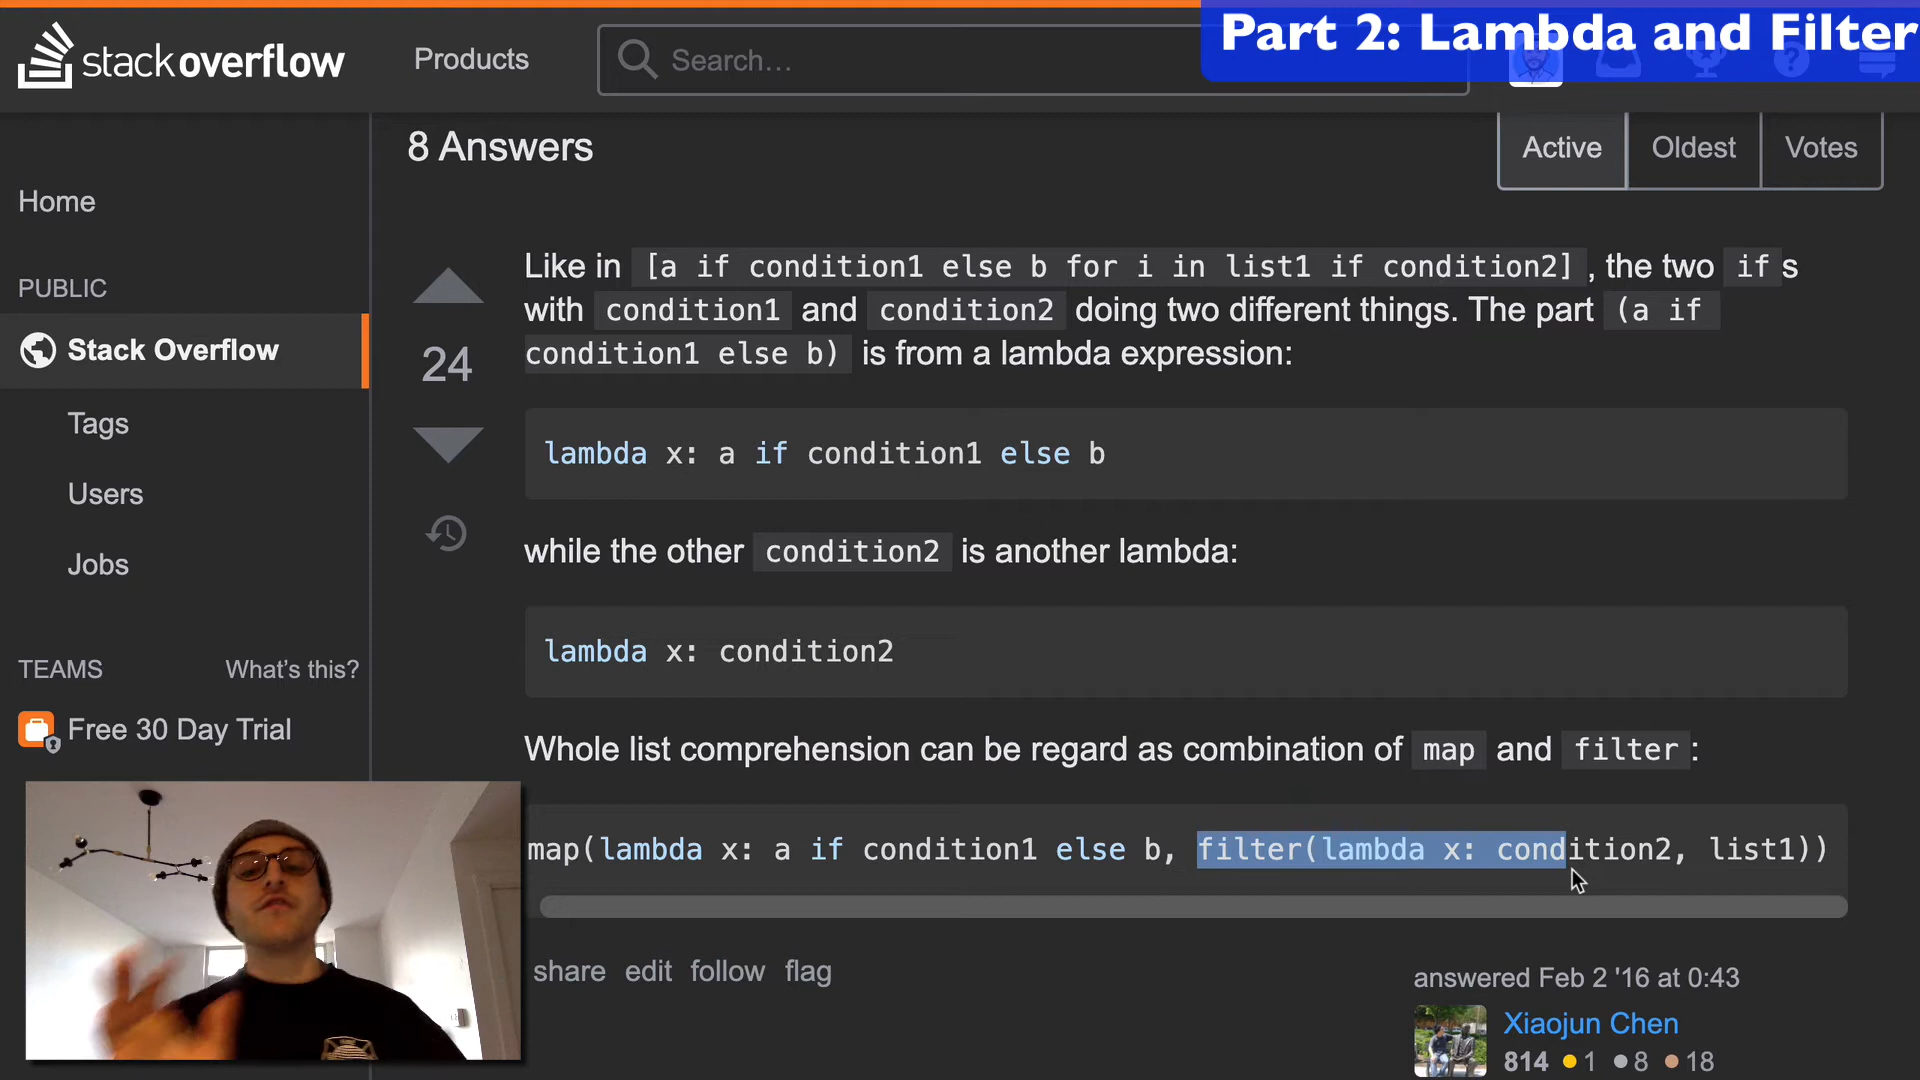 Part 2: Lambda and Filter
stackoverflow
Products
Search...
8 Answers
Active
Oldest
Votes
Home
PUBLIC
Stack Overflow
Tags
Users
Jobs
TEAMS
What's this?
Free 30 Day Trial
24
Like in [a if condition1 else b for i in list1 if condition2], the two ifs
with condition1 and condition2 doing two different things. The part (a if
condition1 else b) is from a lambda expression:
lambda x: a if condition1 else b
while the other condition2 is another lambda:
lambda x: condition2
Whole list comprehension can be regard as combination of map and filter:
map(lambda x: a if condition1 else b, filter(lambda x: condition2, list1))
share edit follow flag
answered Feb 2 '16 at 0:43
Xiaojun Chen
814 1 8 18